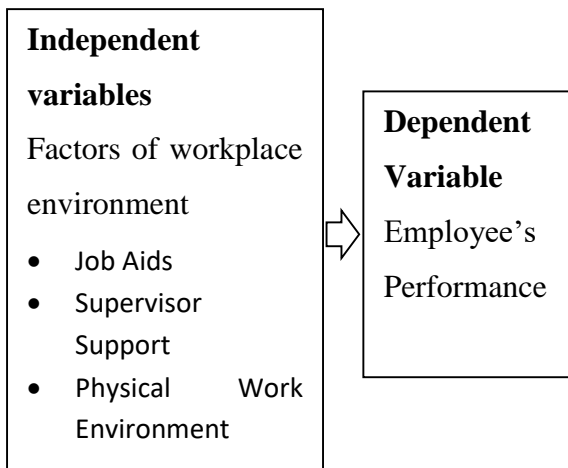 Independent
variables
Factors of workplace
environment
• Job Aids
• Supervisor
Support
• Physical Work
Environment
Dependent
Variable
Employee’s
Performance